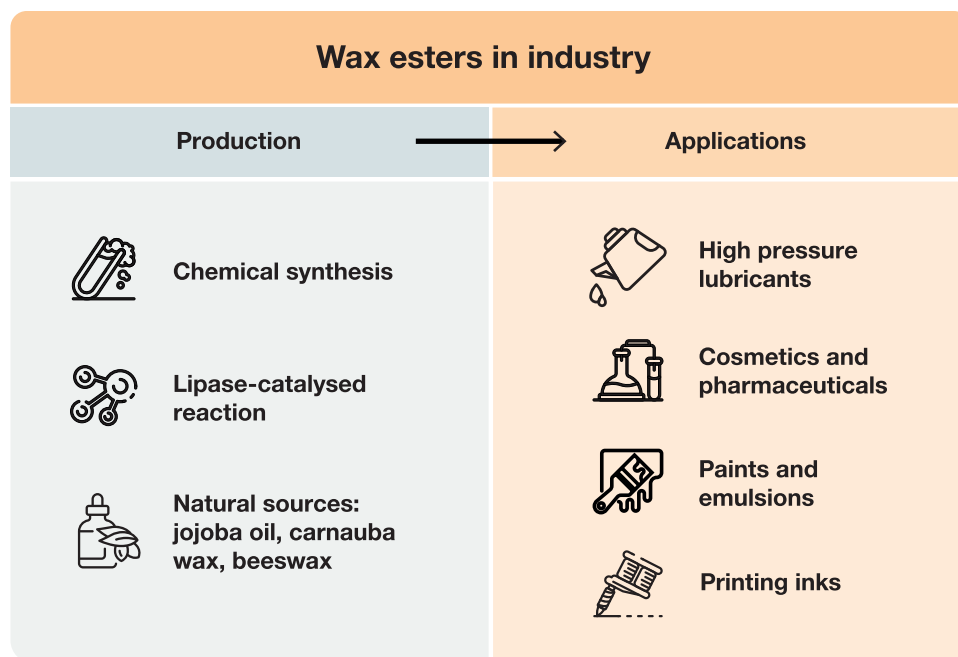 Wax esters in industry
Production
Applications
Chemical synthesis
Lipase-catalysed
reaction
Natural sources:
jojoba oil, carnauba
wax, beeswax
High pressure
lubricants
Cosmetics and
pharmaceuticals
Paints and
emulsions
Printing inks